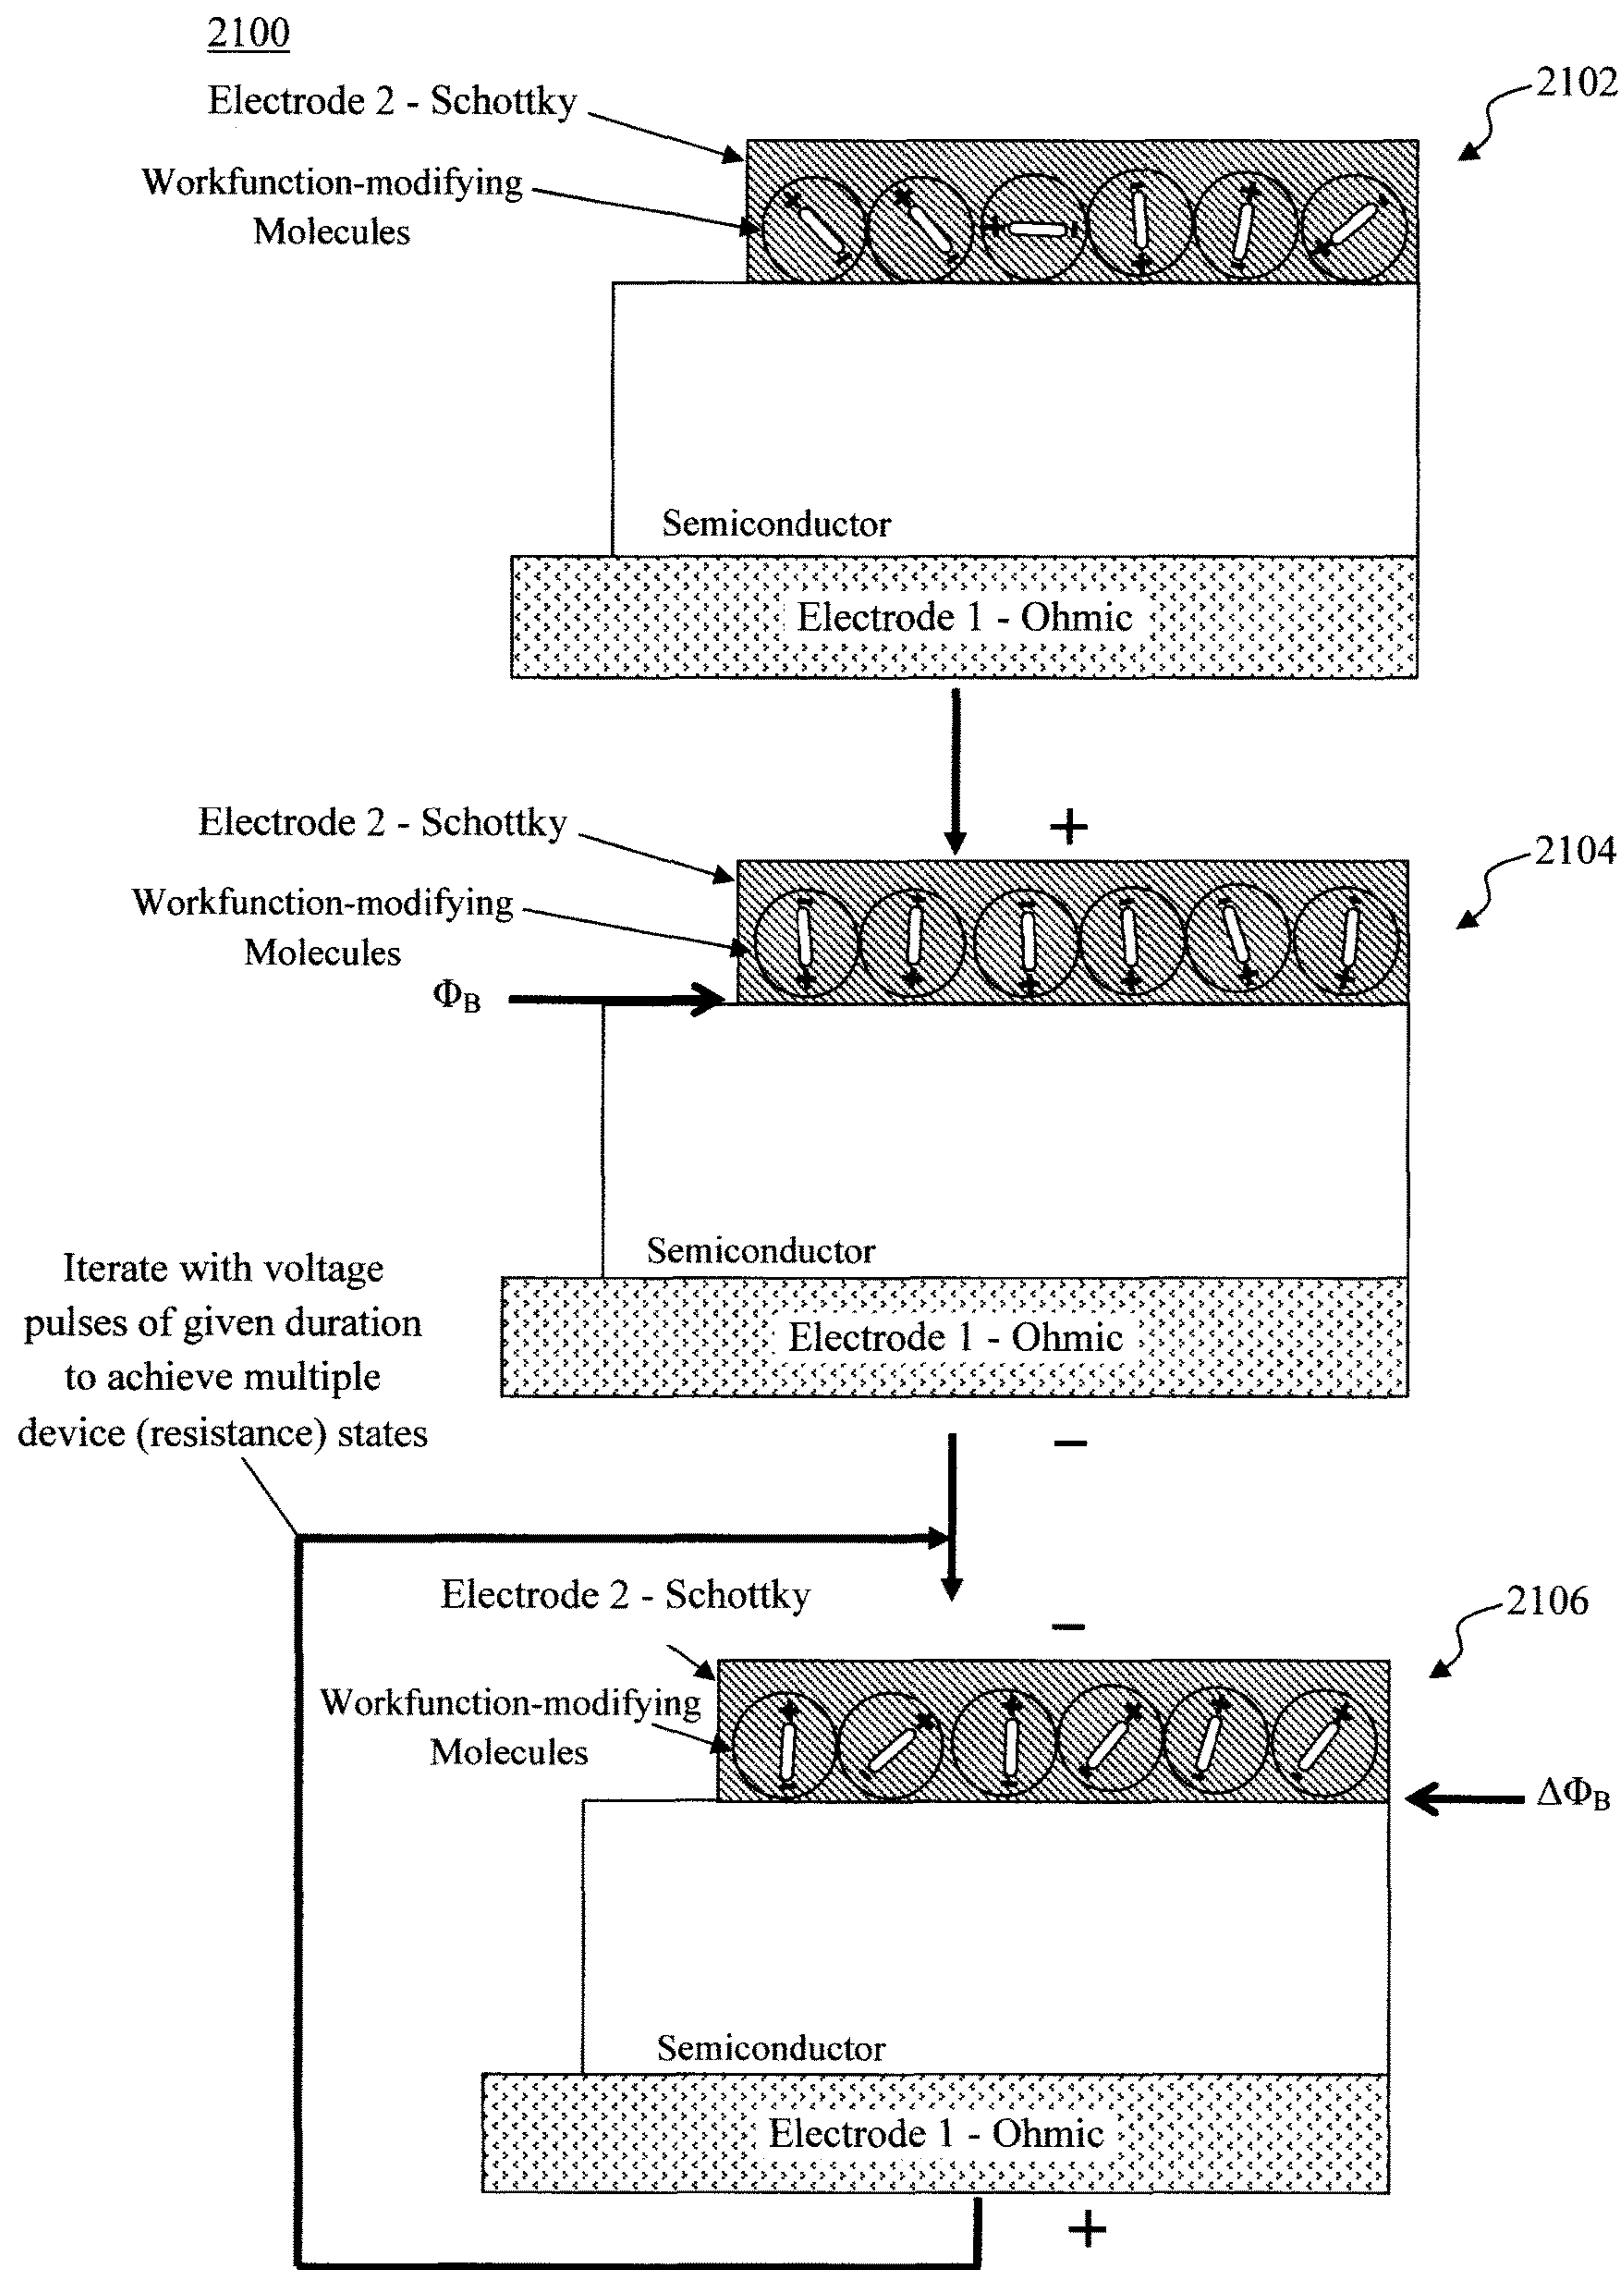 2100
2102
Electrode 2 - Schottky
Workfunction-modifying
Molecules
Semiconductor
Electrode 1 - Ohmic
+
Electrode 2 - Schottky
2104
Workfunction-modifying
Molecules
ΦB
Semiconductor
Iterate with voltage
pulses of given duration
to achieve multiple
device (resistance) states
Electrode 1 - Ohmic
−
Electrode 2 - Schottky
2106
−
Workfunction-modifying
Molecules
ΔΦB
Semiconductor
Electrode 1 - Ohmic
+